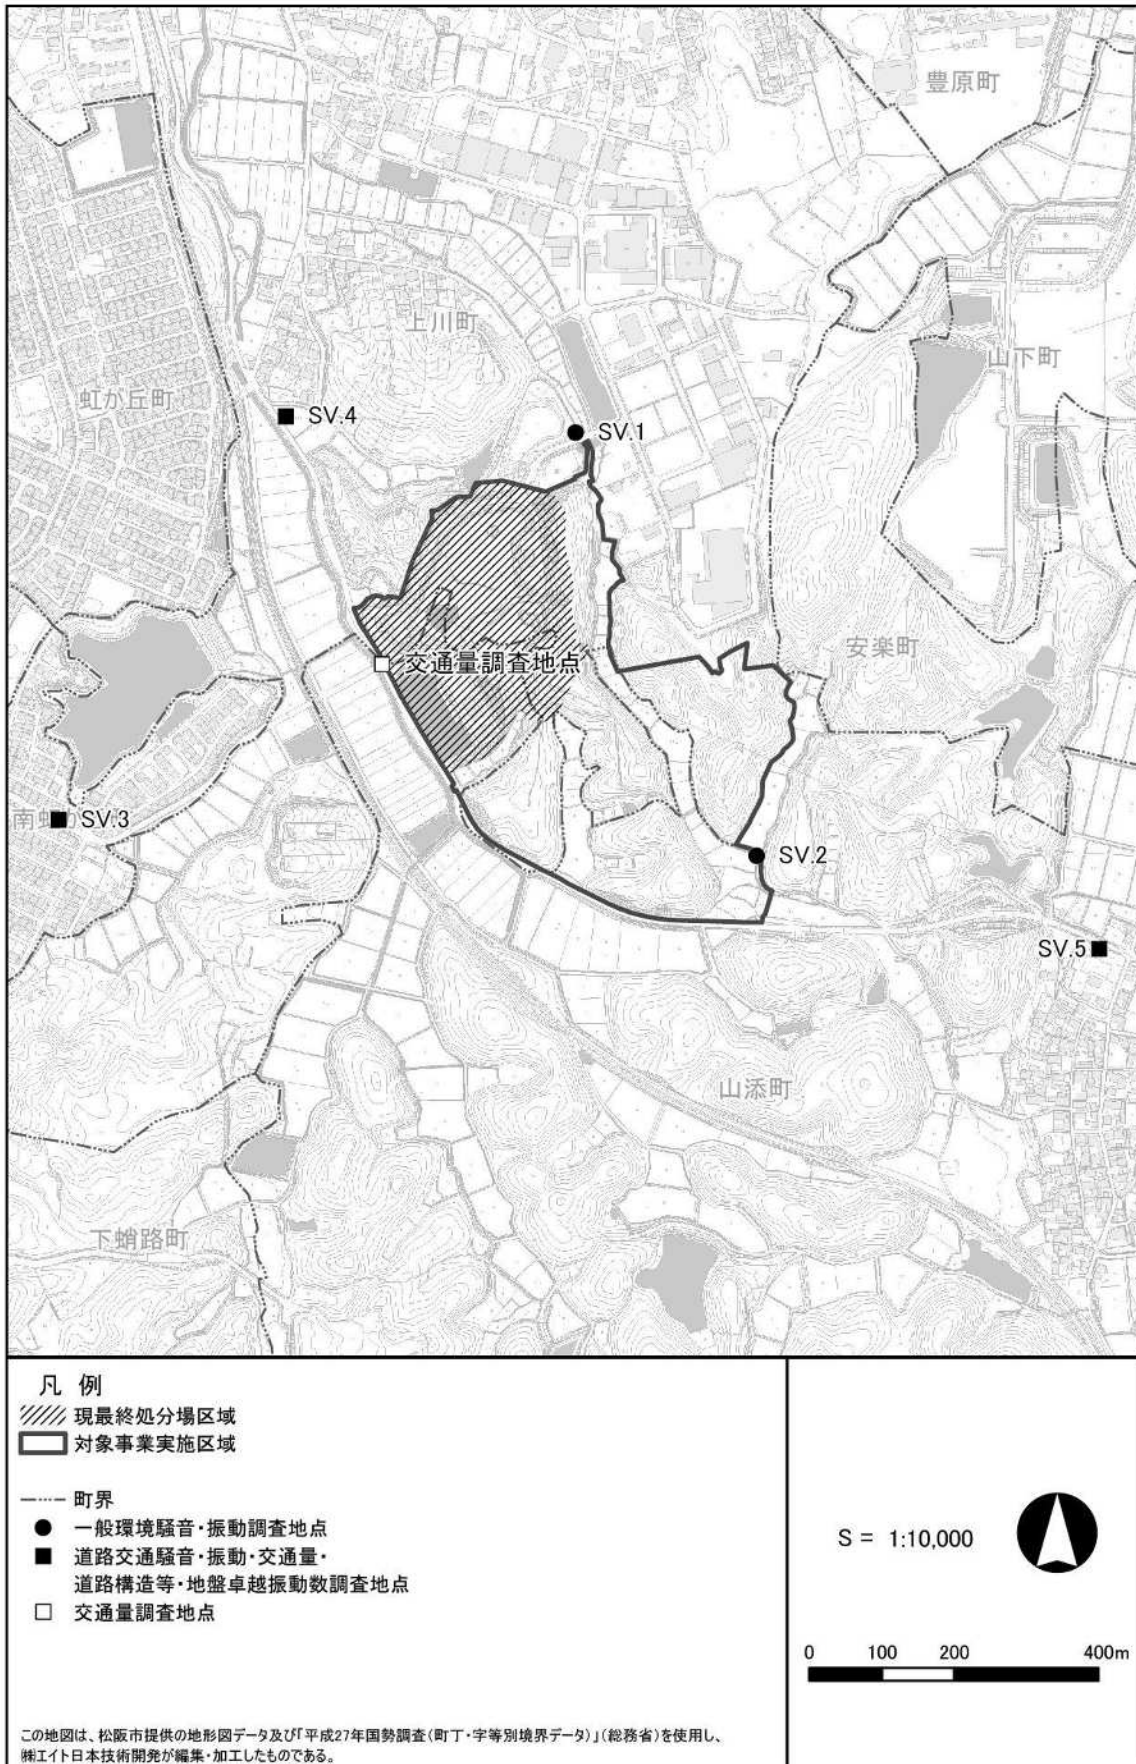 豊原町
上川町
山下町
虹が丘町
SV.4
SV.1
安楽町
交通量調査地点
SV.3
SV.2
SV.5
山添町
下蛸路町
凡 例
現最終処分場区域
対象事業実施区域
町界
一般環境騒音・振動調査地点
道路交通騒音・振動・交通量・
道路構造等・地盤卓越振動数調査地点
交通量調査地点
S = 1:10,000
0 100 200 400m
この地図は、松阪市提供の地形図データ及び「平成27年国勢調査(町丁・字等別境界データ)」(総務省)を使用し、
㈱エイト日本技術開発が編集・加工したものである。